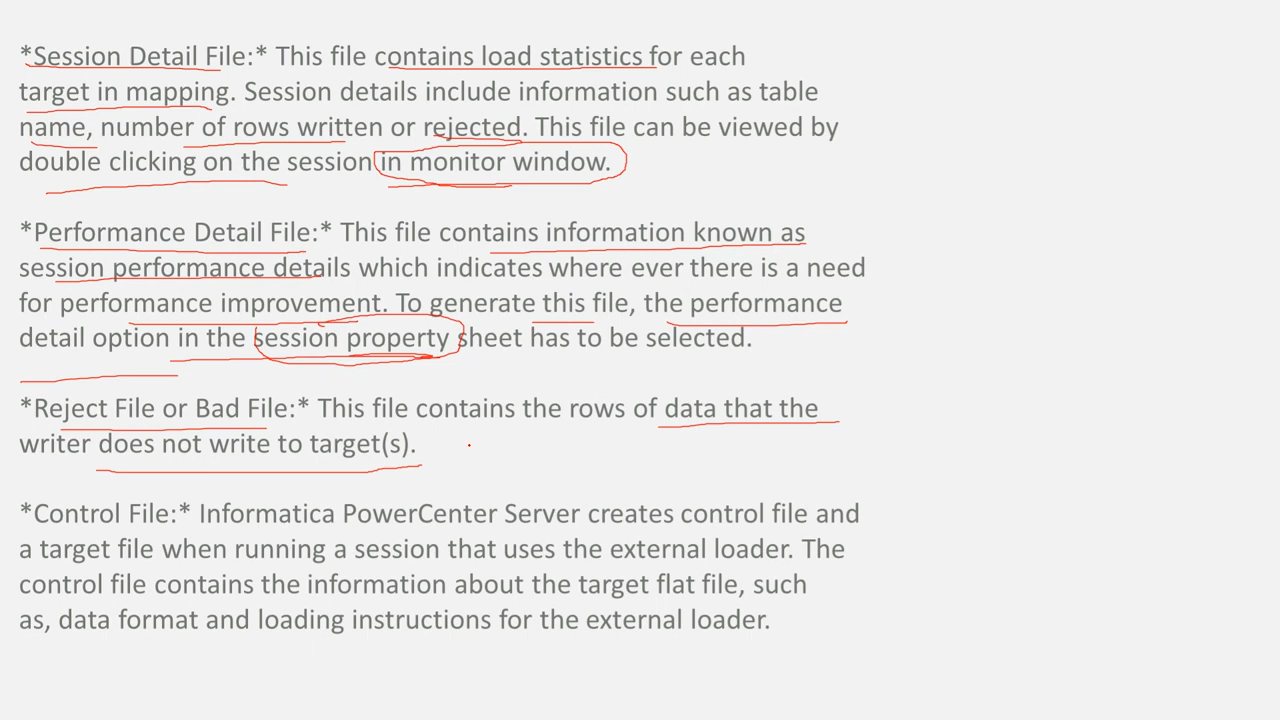 *Session Detail File:* This file contains load statistics for each
target in mapping. Session details include information such as table
name, number of rows written or rejected. This file can be viewed by
double clicking on the session in monitor window.
*Performance Detail File:* This file contains information known as
session performance details which indicates where ever there is a need
for performance improvement. To generate this file, the performance
detail option in the session property sheet has to be selected.
*Reject File or Bad File:* This file contains the rows of data that the
writer does not write to target(s).
*Control File:* Informatica PowerCenter Server creates control file and
a target file when running a session that uses the external loader. The
control file contains the information about the target flat file, such
as, data format and loading instructions for the external loader.